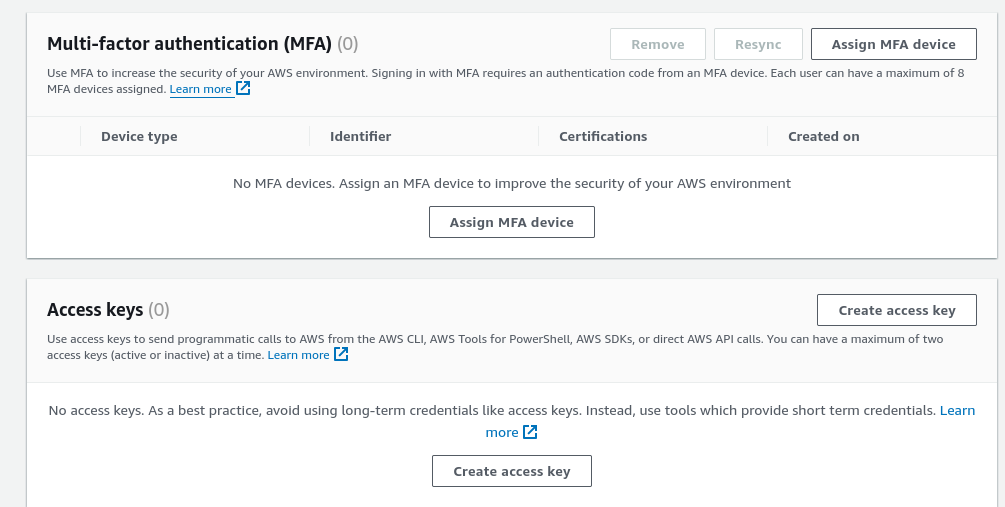 Multi-factor authentication (MFA) (0)
Remove
Resync
Assign MFA device
Use MFA to increase the security of your AWS environment. Signing in with MFA requires an authentication code from an MFA device. Each user can have a maximum of 8
MFA devices assigned. Learn more
Device type
Identifier
Certifications
Created on
No MFA devices. Assign an MFA device to improve the security of your AWS environment
Assign MFA device
Access keys (0)
Create access key
Use access keys to send programmatic calls to AWS from the AWS CLI, AWS Tools for PowerShell, AWS SDKs, or direct AWS API calls. You can have a maximum of two
access keys (active or inactive) at a time. Learn more
No access keys. As a best practice, avoid using long-term credentials like access keys. Instead, use tools which provide short term credentials. Learn
more
Create access key